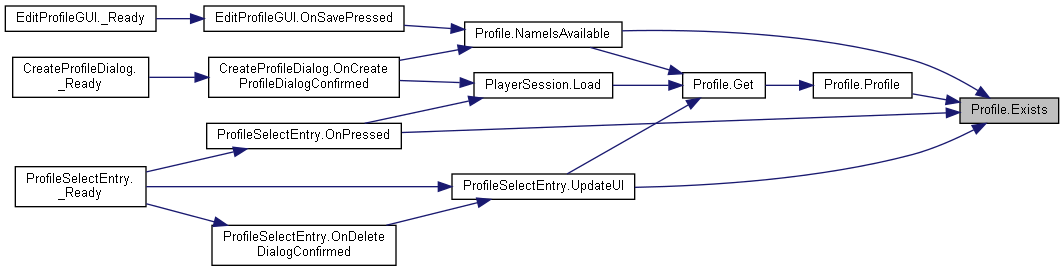 EditProfileGUI._Ready
EditProfileGUI.OnSavePressed
Profile.NameIsAvailable
CreateProfileDialog.
_Ready
CreateProfileDialog.OnCreate
ProfileDialogConfirmed
PlayerSession.Load
Profile.Get
Profile.Profile
Profile.Exists
ProfileSelectEntry.OnPressed
ProfileSelectEntry.
_Ready
ProfileSelectEntry.UpdateUI
ProfileSelectEntry.OnDelete
DialogConfirmed